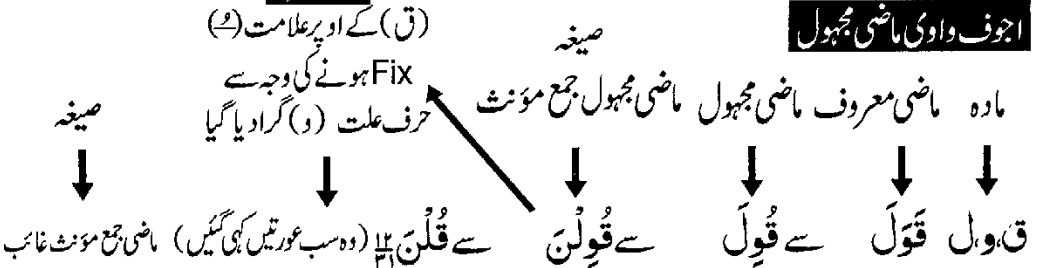 اجوف واوی ماضی مجہول
(ق) کے اوپر علامت (ـُ)
Fix ہونے کی وجہ سے
حرف علت (و) گرا دیا گیا
مادہ ماضی معروف ماضی مجہول ماضی مجہول جمع مؤنث
صیغہ
صیغہ
ق،و،ل قَوَلَ سے قُوِلَ سے قُوِلْنَ سے قُلْنَ ۱۲/۳۱ (وہ سب عورتیں کہی گئیں) ماضی جمع مؤنث غائب